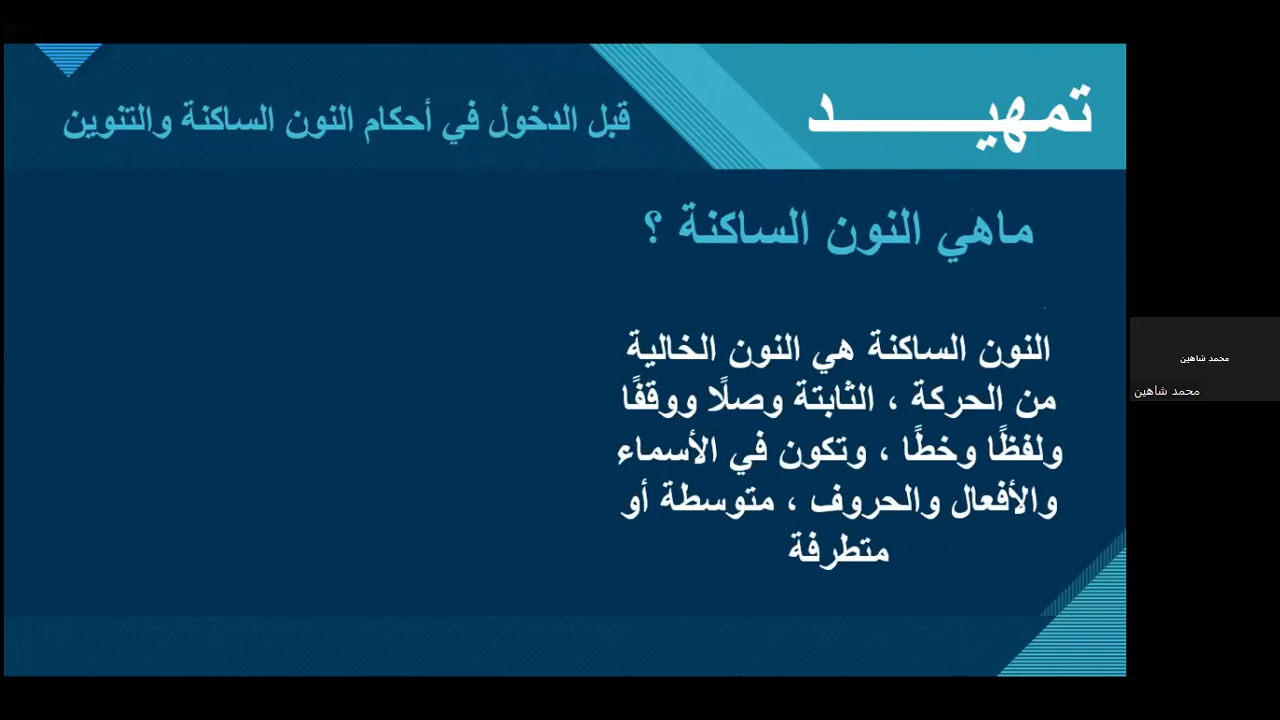 تمهيـــــــد
قبل الدخول في أحكام النون الساكنة والتنوين
ماهي النون الساكنة ؟
النون الساكنة هي النون الخالية
من الحركة ، الثابتة وصلًا ووقفًا
ولفظًا وخطًا ، وتكون في الأسماء
والأفعال والحروف ، متوسطة أو
متطرفة
محمد شاهين
محمد شاهين